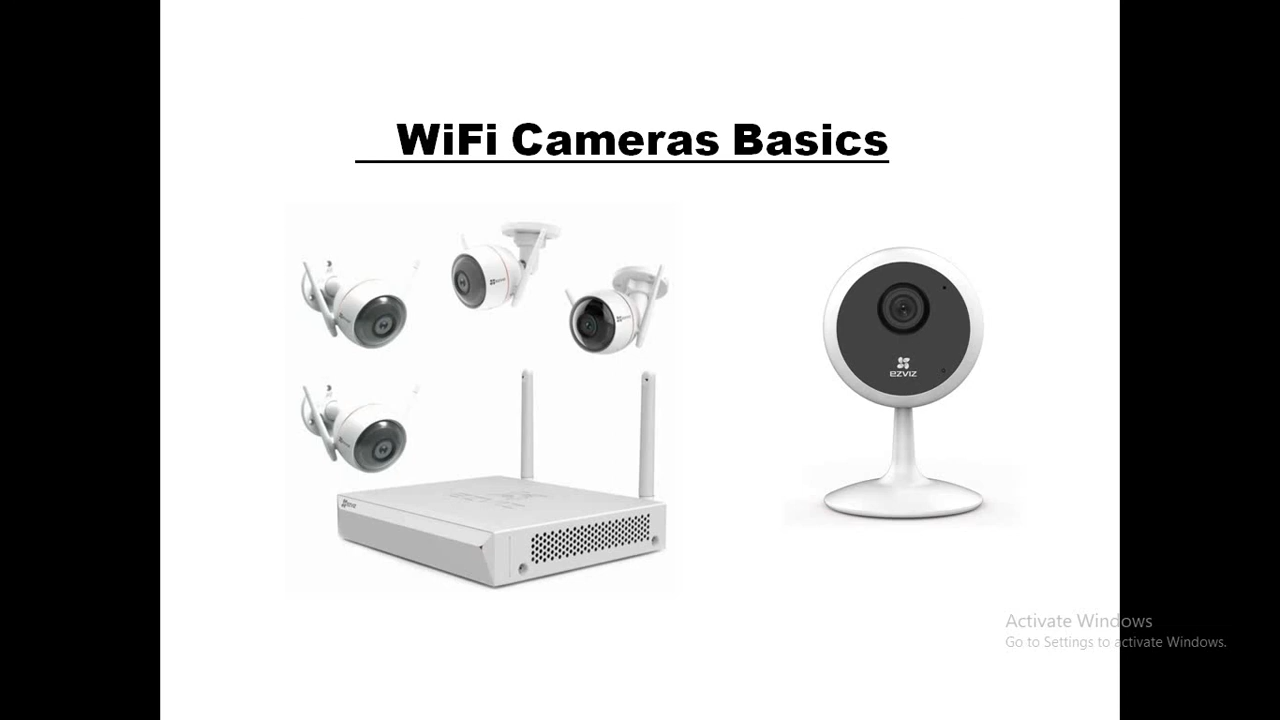 WiFi Cameras Basics
ezviz
Activate Windows
Go to Settings to activate Windows.